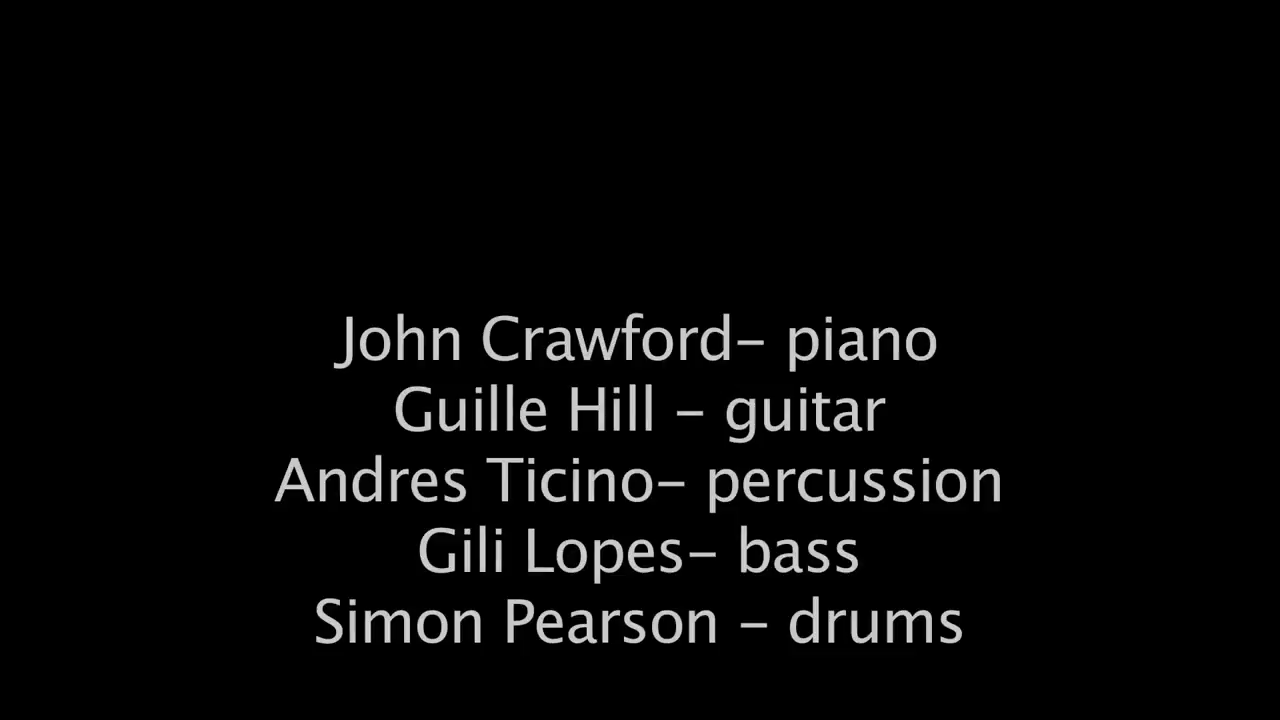 John Crawford- piano
Guille Hill - guitar
Andres Ticino- percussion
Gili Lopes- bass
Simon Pearson - drums